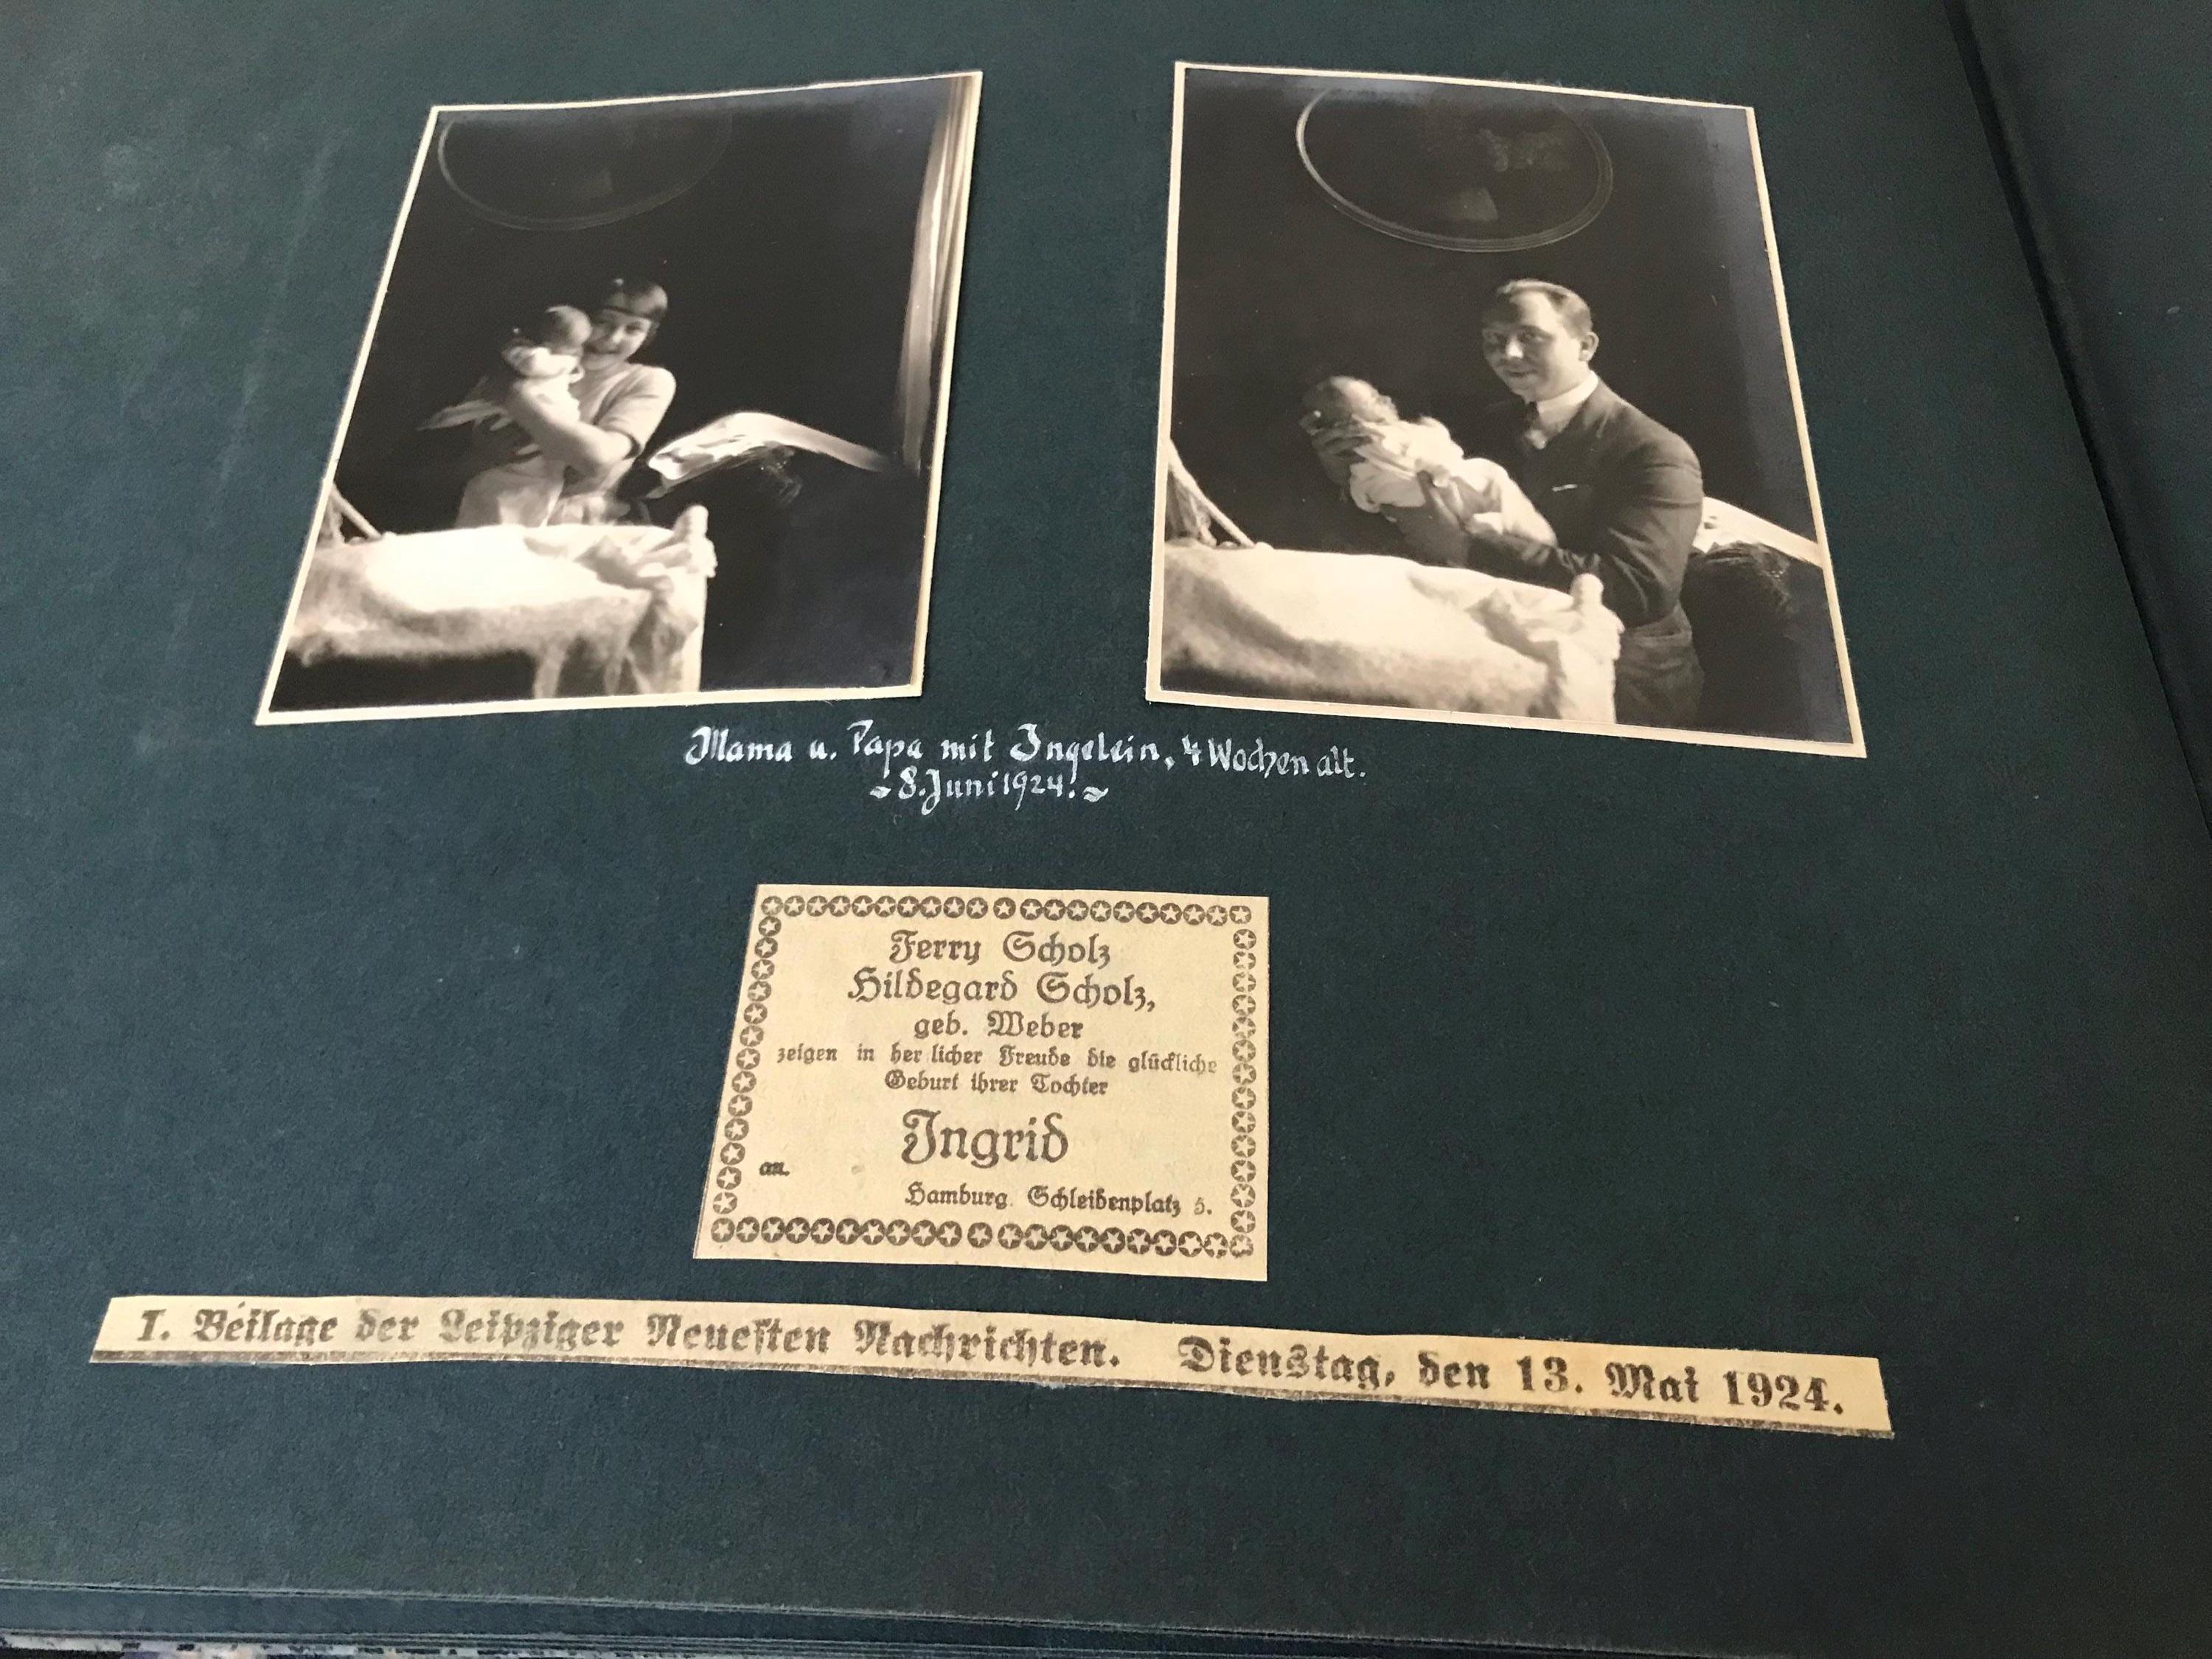 Mama u. Papa mit Ingelein, 4 Wochen alt.
~ 8. Juni 1924. ~
Ferry Scholz
Hildegard Scholz,
geb. Weber
zeigen in her licher Freude die glückliche
Geburt ihrer Tochter
Ingrid
an.
Hamburg, Schleidenplatz 5.
I. Beilage der Leipziger Neuesten Nachrichten. Dienstag, den 13. Mai 1924.